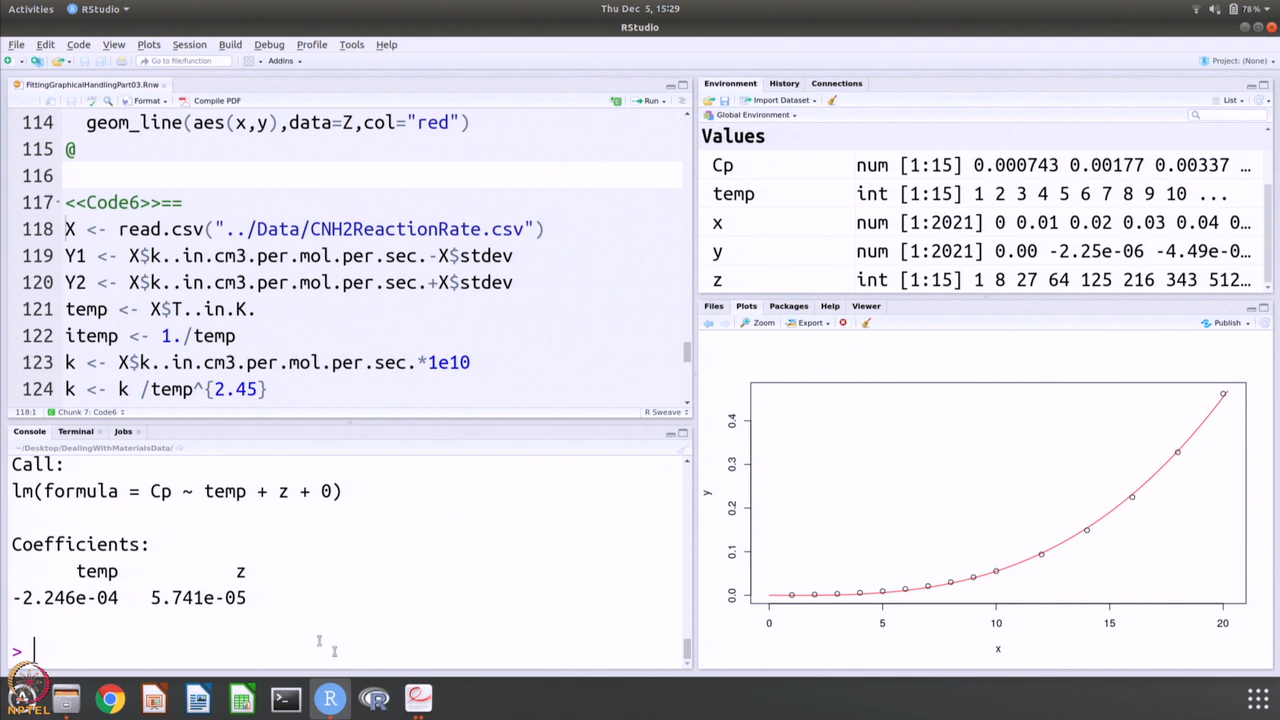 Activities RStudio Thu Dec 5, 15:29 78%
RStudio
File Edit Code View Plots Session Build Debug Profile Tools Help
Go to file/function Addins Project: (None)
FittingGraphicalHandlingPart03.Rnw
Format Compile PDF Run
114 geom_line(aes(x,y),data=Z,col="red")
115 @
116
117 <<Code6>>==
118 X <- read.csv("../Data/CNH2ReactionRate.csv")
119 Y1 <- X$k..in.cm3.per.mol.per.sec.-X$stdev
120 Y2 <- X$k..in.cm3.per.mol.per.sec.+X$stdev
121 temp <- X$T..in.K.
122 itemp <- 1./temp
123 k <- X$k..in.cm3.per.mol.per.sec.*1e10
124 k <- k /temp^{2.45}
118:1 Chunk 7: Code6 R Sweave
Console Terminal Jobs
~/Desktop/DealingWithMaterialsData/
Call:
lm(formula = Cp ~ temp + z + 0)
Coefficients:
temp z
-2.246e-04 5.741e-05
>
Environment History Connections
Import Dataset List
Global Environment
Values
Cp num [1:15] 0.000743 0.00177 0.00337 …
temp int [1:15] 1 2 3 4 5 6 7 8 9 10 ...
x num [1:2021] 0 0.01 0.02 0.03 0.04 0…
y num [1:2021] 0.00 -2.25e-06 -4.49e-0…
z int [1:15] 1 8 27 64 125 216 343 512…
Files Plots Packages Help Viewer
Zoom Export Publish
0.4
0.3
0.2
0.1
0.0
y
0 5 10 15 20
x
NPTEL